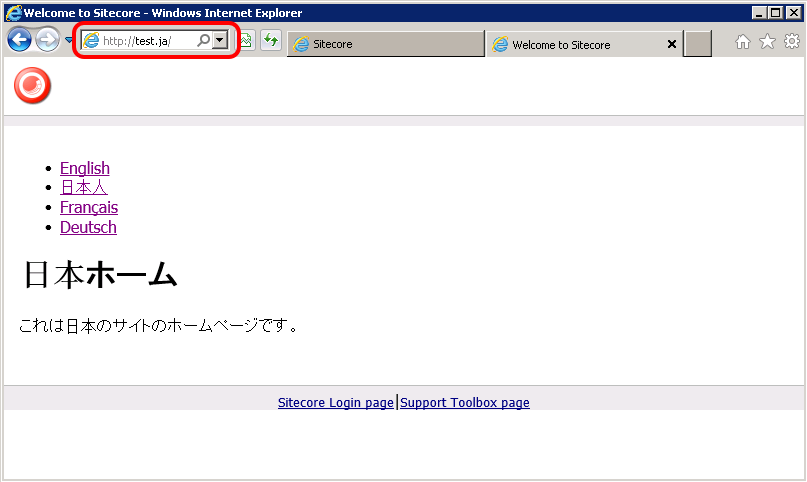 Welcome to Sitecore - Windows Internet Explorer
http://test.ja/
Sitecore
Welcome to Sitecore
English
日本人
Français
Deutsch
日本ホーム
これは日本のサイトのホームページです。
Sitecore Login page|Support Toolbox page